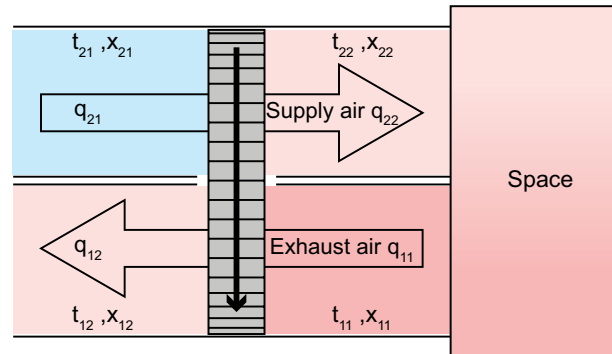 t21 ,x21
t22 ,x22
q21
Supply air q22
Space
q12
Exhaust air q11
t12 ,x12
t11 ,x11